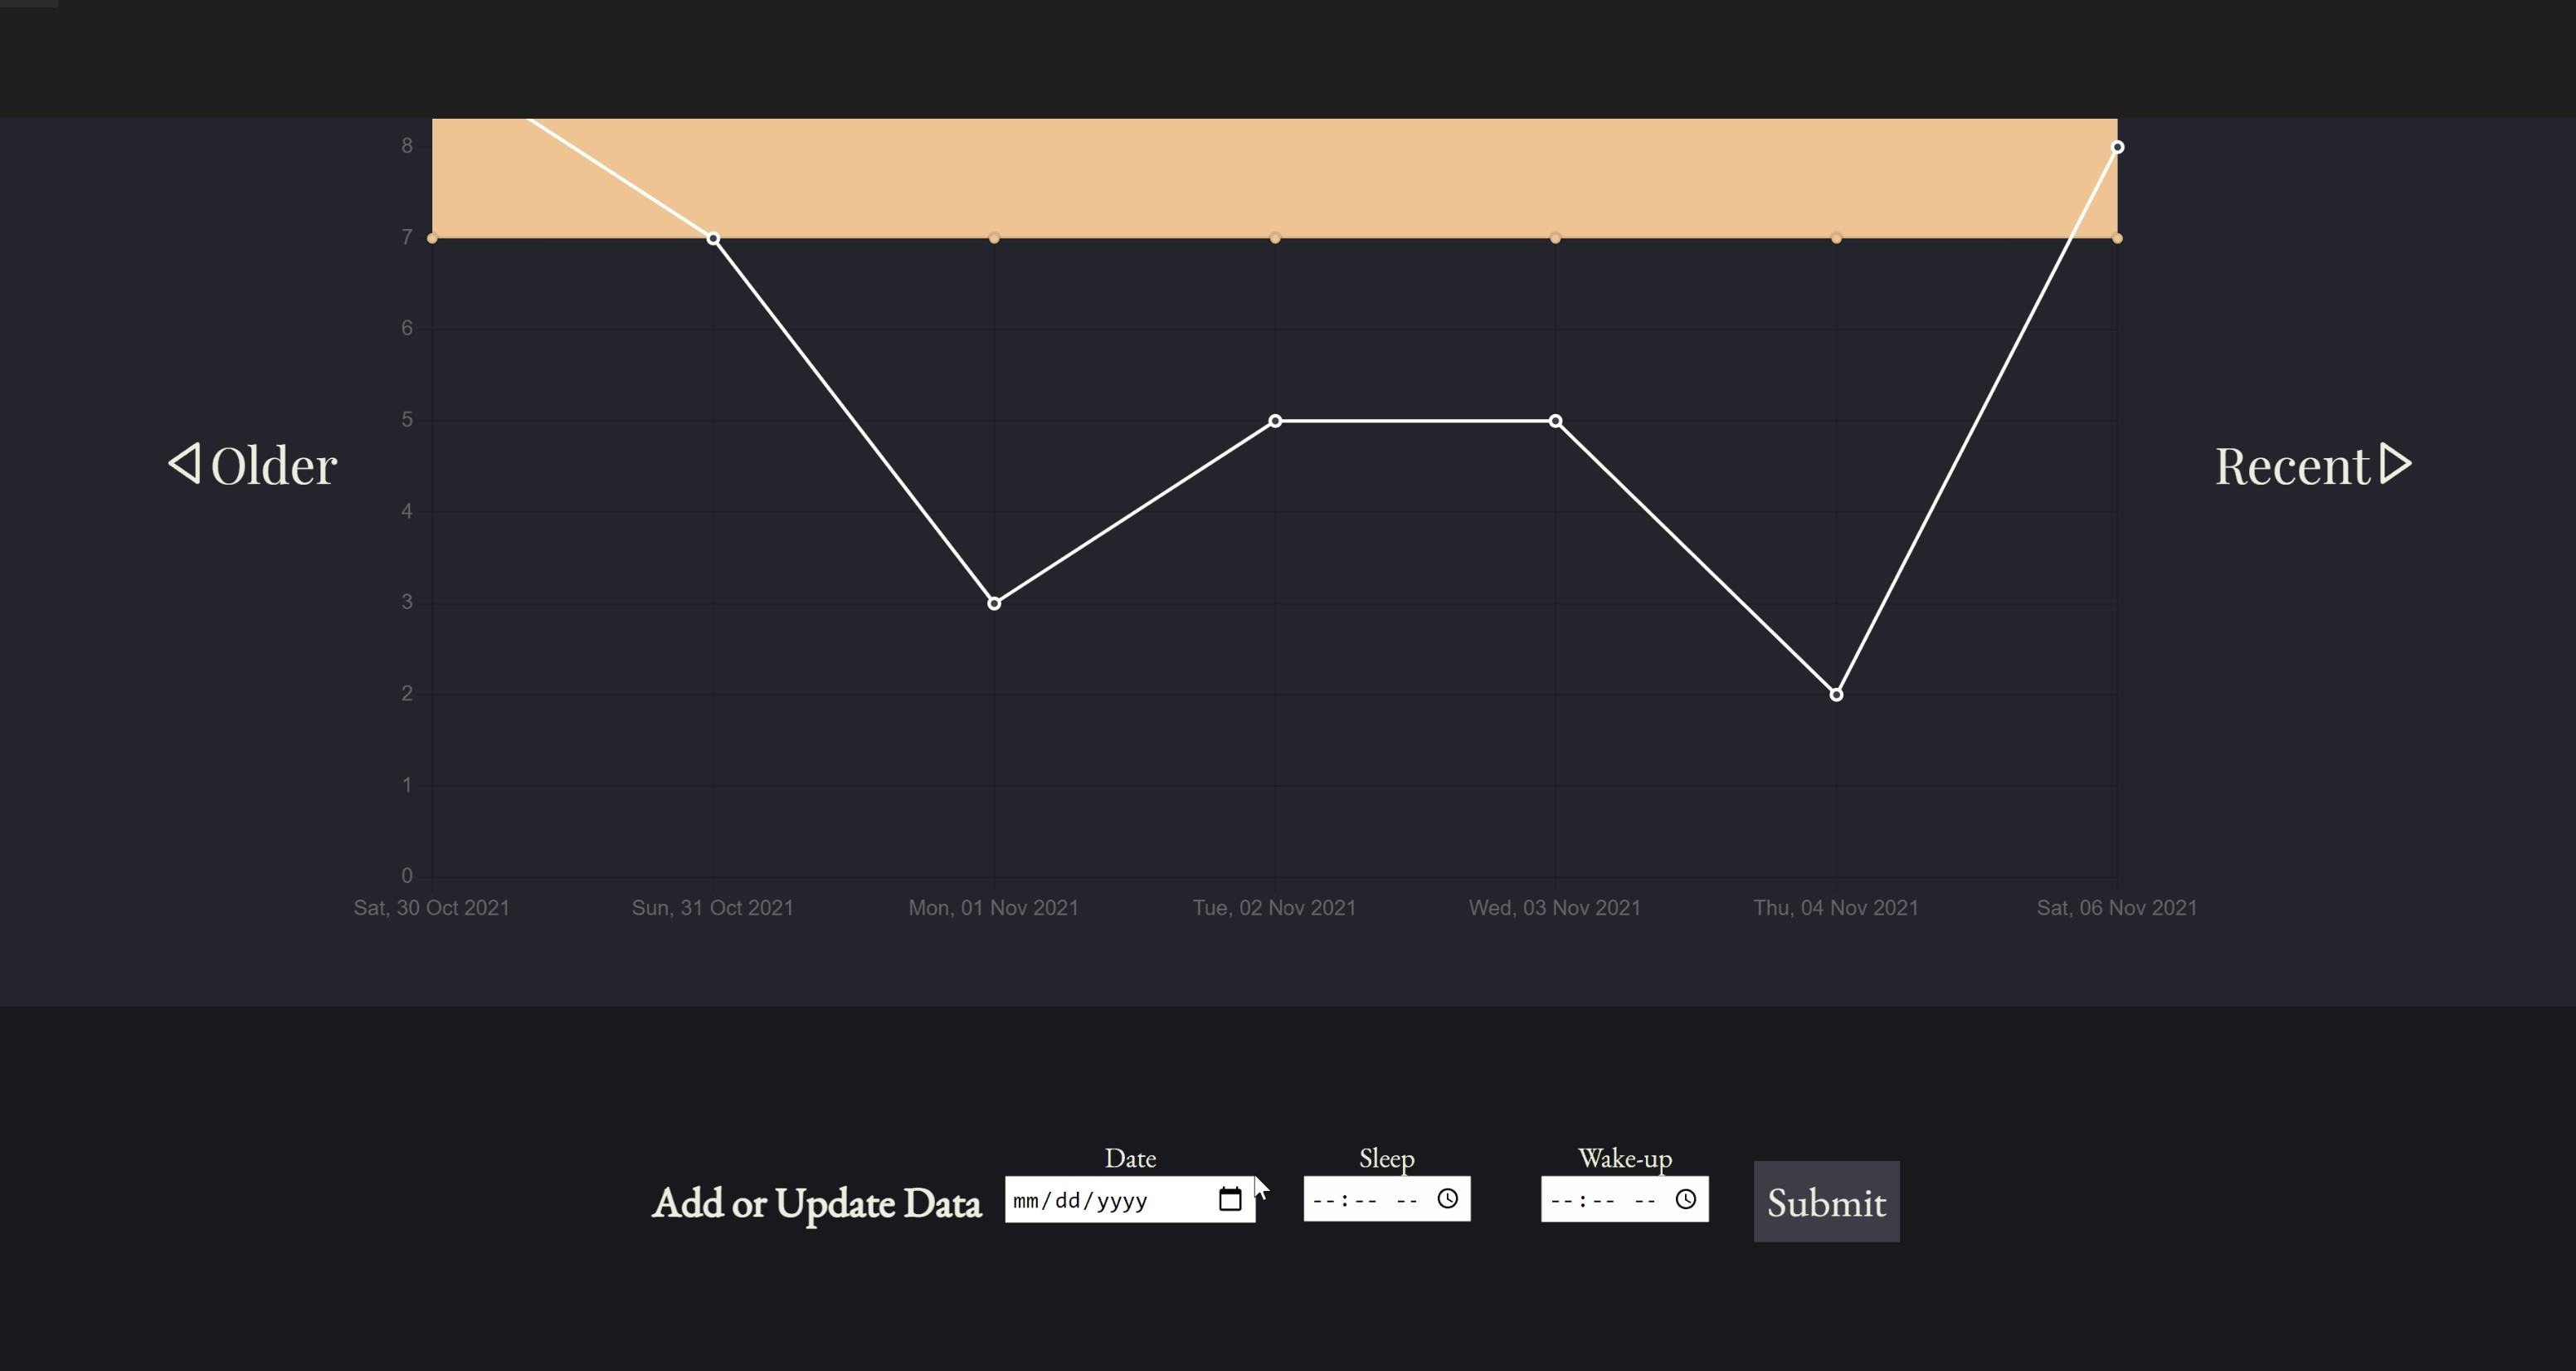 8
7
6
5
4
3
2
1
0
Older
Recent
Sat, 30 Oct 2021 Sun, 31 Oct 2021 Mon, 01 Nov 2021 Tue, 02 Nov 2021 Wed, 03 Nov 2021 Thu, 04 Nov 2021 Sat, 06 Nov 2021
Date Sleep Wake-up
Add or Update Data mm/dd/yyyy --:-- -- --:-- -- Submit